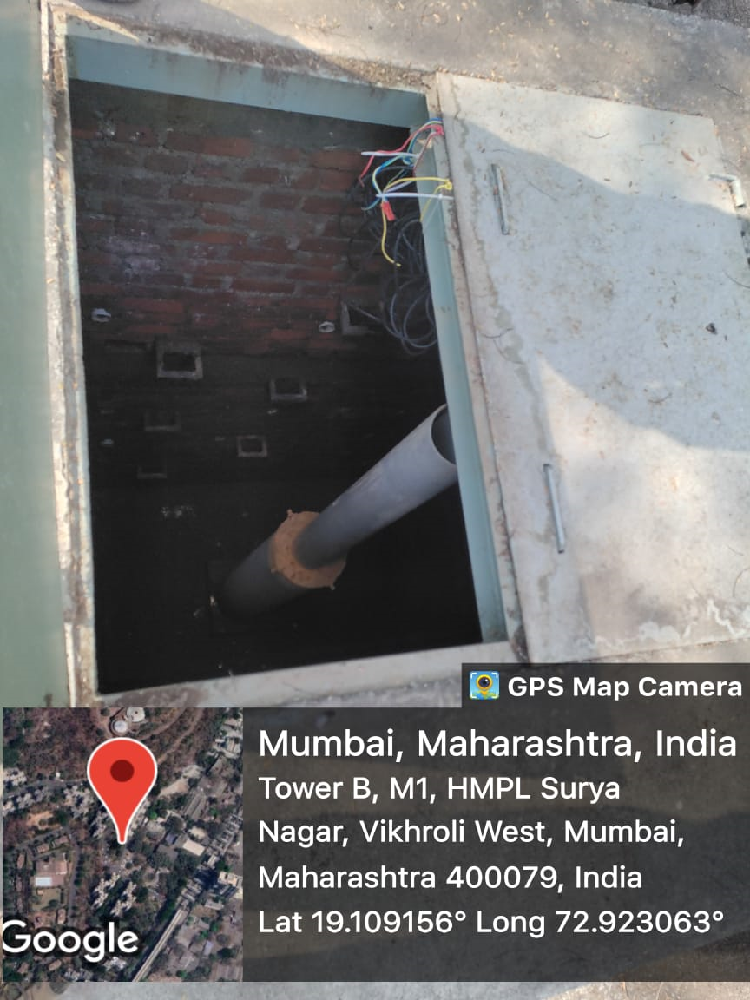 GPS Map Camera
Mumbai, Maharashtra, India
Tower B, M1, HMPL Surya
Nagar, Vikhroli West, Mumbai,
Maharashtra 400079, India
Lat 19.109156° Long 72.923063°
Google